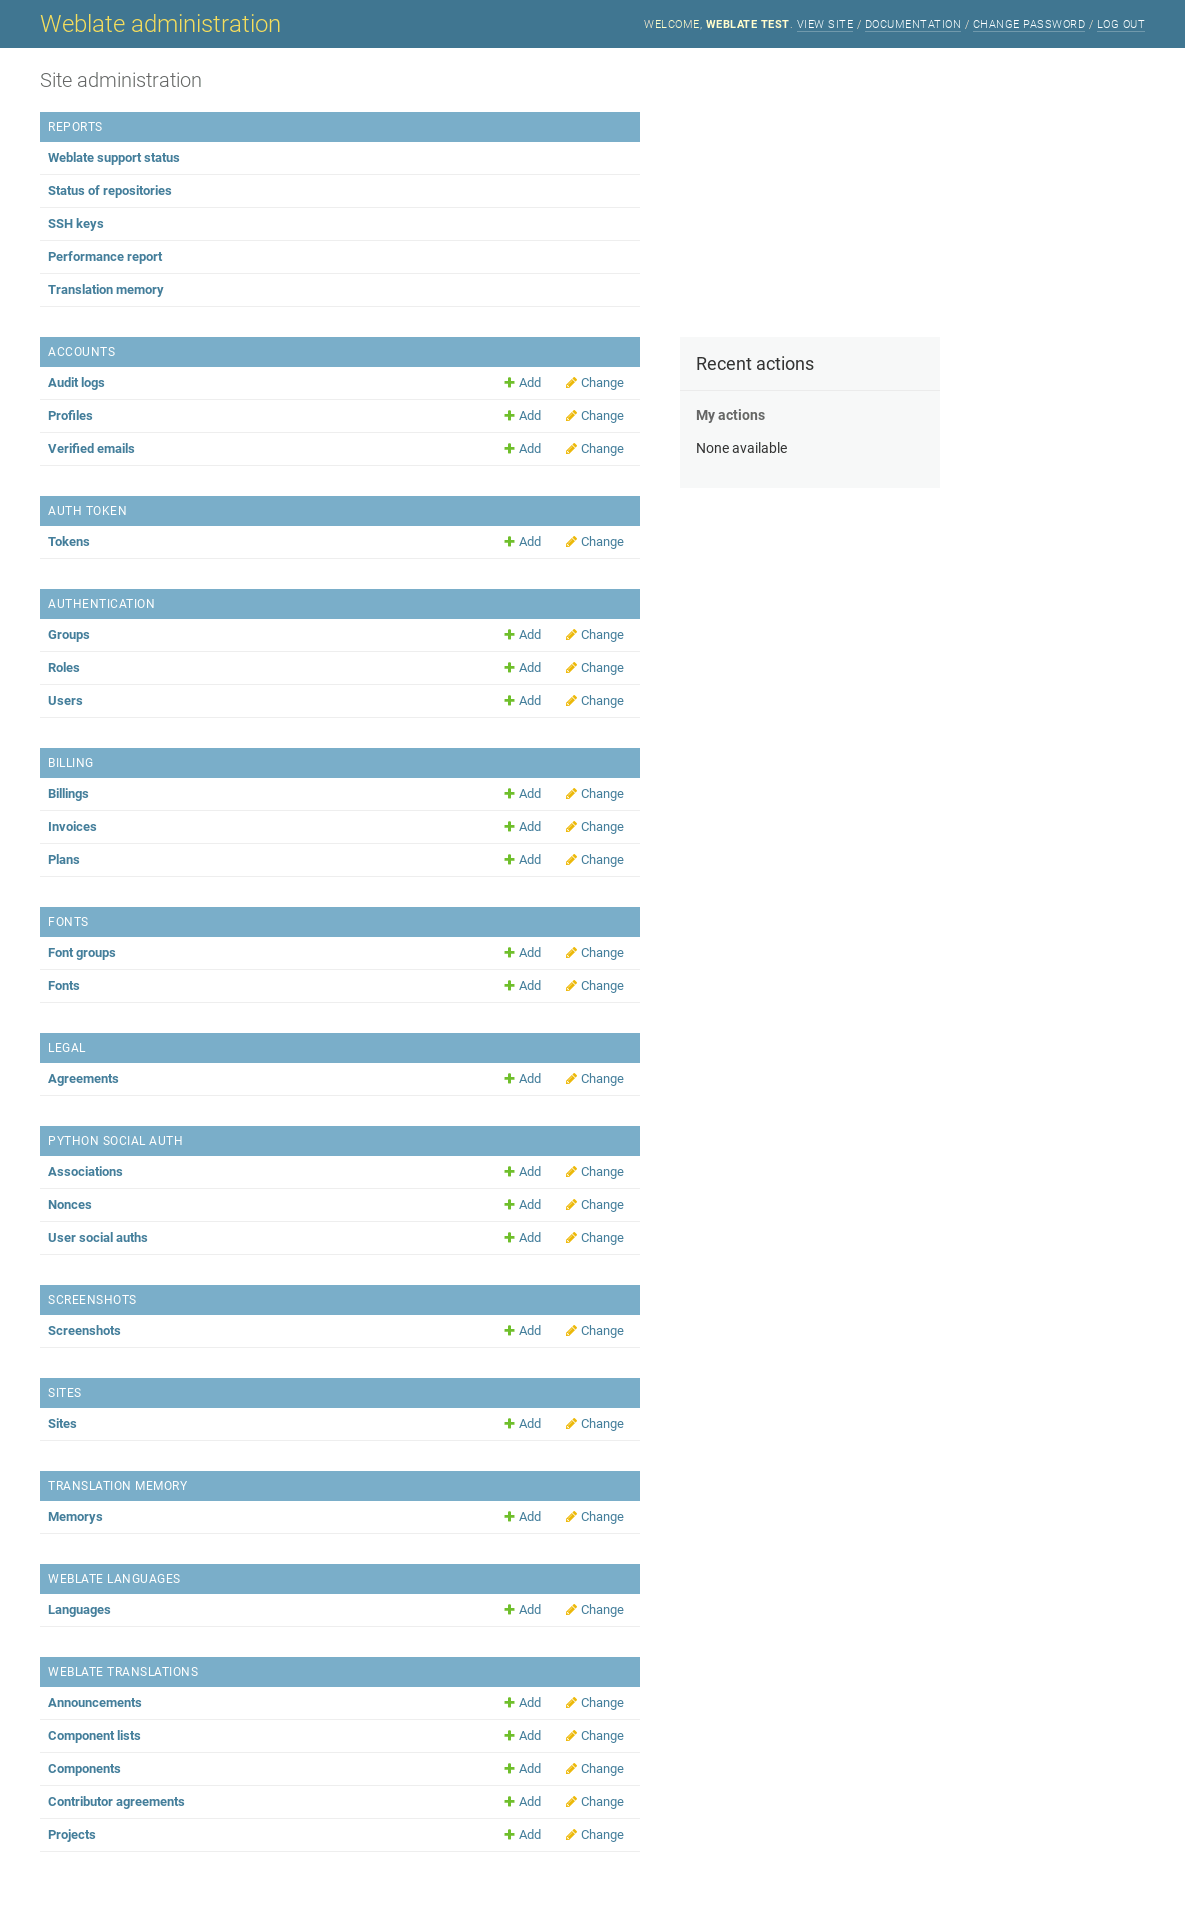 Weblate administration
WELCOME, WEBLATE TEST. VIEW SITE / DOCUMENTATION / CHANGE PASSWORD / LOG OUT
Site administration
REPORTS
Weblate support status
Status of repositories
SSH keys
Performance report
Translation memory
ACCOUNTS
Audit logs Add Change
Profiles Add Change
Verified emails Add Change
Recent actions
My actions
None available
AUTH TOKEN
Tokens Add Change
AUTHENTICATION
Groups Add Change
Roles Add Change
Users Add Change
BILLING
Billings Add Change
Invoices Add Change
Plans Add Change
FONTS
Font groups Add Change
Fonts Add Change
LEGAL
Agreements Add Change
PYTHON SOCIAL AUTH
Associations Add Change
Nonces Add Change
User social auths Add Change
SCREENSHOTS
Screenshots Add Change
SITES
Sites Add Change
TRANSLATION MEMORY
Memorys Add Change
WEBLATE LANGUAGES
Languages Add Change
WEBLATE TRANSLATIONS
Announcements Add Change
Component lists Add Change
Components Add Change
Contributor agreements Add Change
Projects Add Change